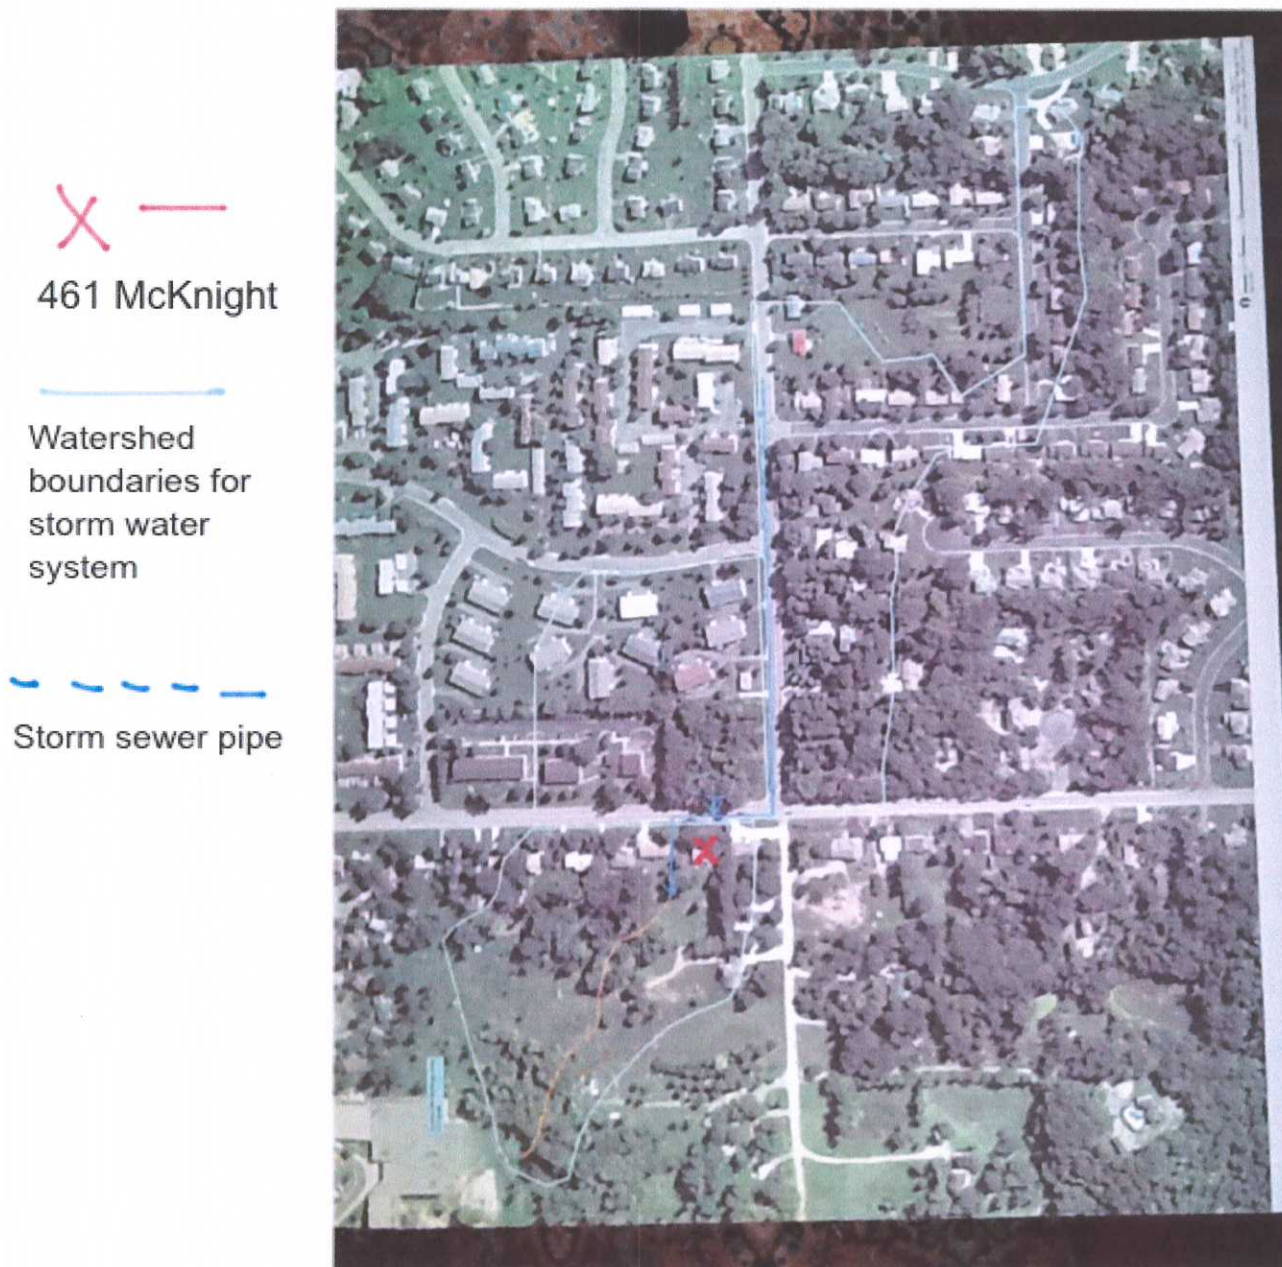 461 McKnight
Watershed
boundaries for
storm water
system
Storm sewer pipe